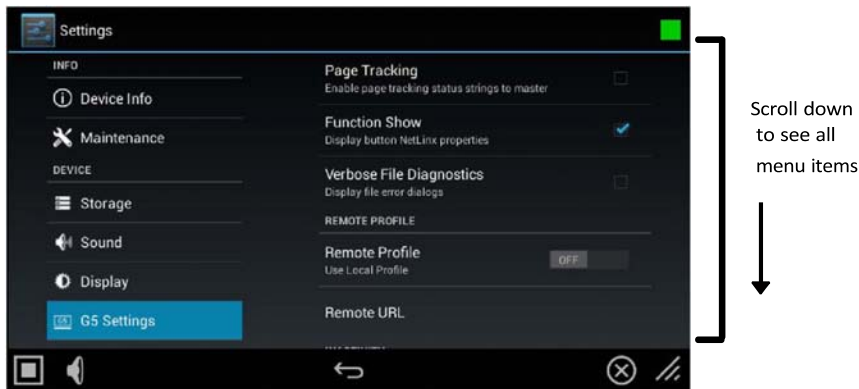 Settings
INFO
Device Info
Maintenance
DEVICE
Storage
Sound
Display
G5
G5 Settings
Page Tracking
Enable page tracking status strings to master
Function Show
Display button NetLinx properties
Verbose File Diagnostics
Display file error dialogs
REMOTE PROFILE
Remote Profile
Use Local Profile
OFF
Remote URL
Scroll down
to see all
menu items